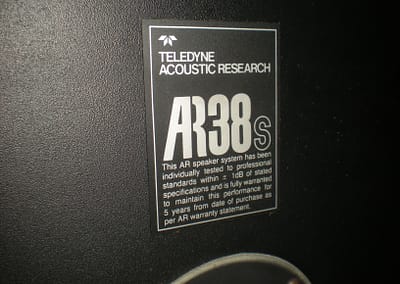 TELEDYNE
ACOUSTIC RESEARCH
AR38s
This AR speaker system has been
individually tested to professional
standards within ± 1dB of stated
specifications and is fully warranted
to maintain this performance for
5 years from date of purchase as
per AR warranty statement.